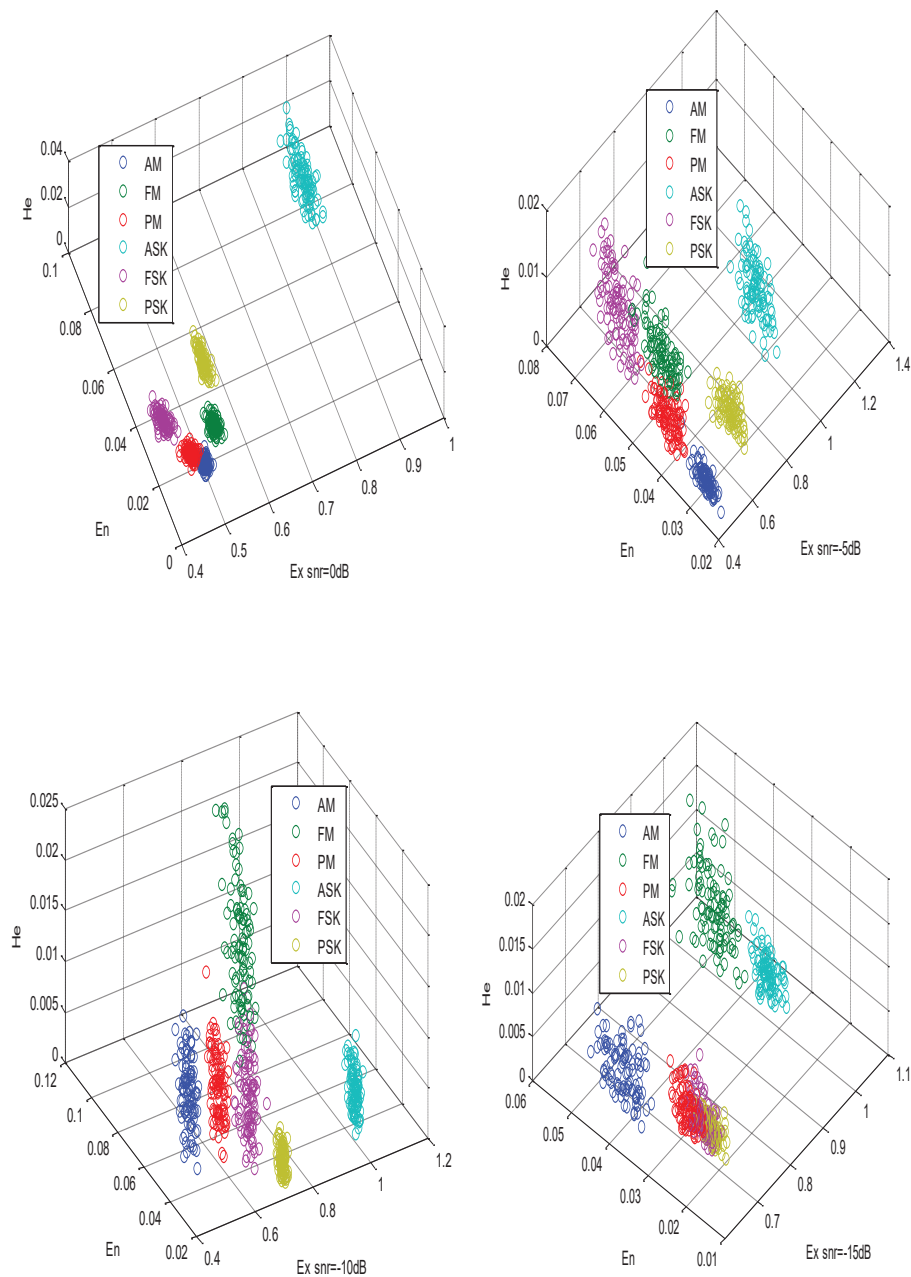 0.04
0.02
0
He
0.1
0.08
0.06
0.04
0.02
0
En
0.4
0.5
0.6
0.7
0.8
0.9
1
Ex snr=0dB
AM
FM
PM
ASK
FSK
PSK
0.02
0.01
0
He
0.08
0.07
0.06
0.05
0.04
0.03
0.02
En
0.4
0.6
0.8
1
1.2
1.4
Ex snr=-5dB
AM
FM
PM
ASK
FSK
PSK
0.025
0.02
0.015
0.01
0.005
0
He
0.12
0.1
0.08
0.06
0.04
0.02
En
0.4
0.6
0.8
1
1.2
Ex snr=-10dB
AM
FM
PM
ASK
FSK
PSK
0.02
0.015
0.01
0.005
0
He
0.06
0.05
0.04
0.03
0.02
0.01
En
0.7
0.8
0.9
1
1.1
Ex snr=-15dB
AM
FM
PM
ASK
FSK
PSK